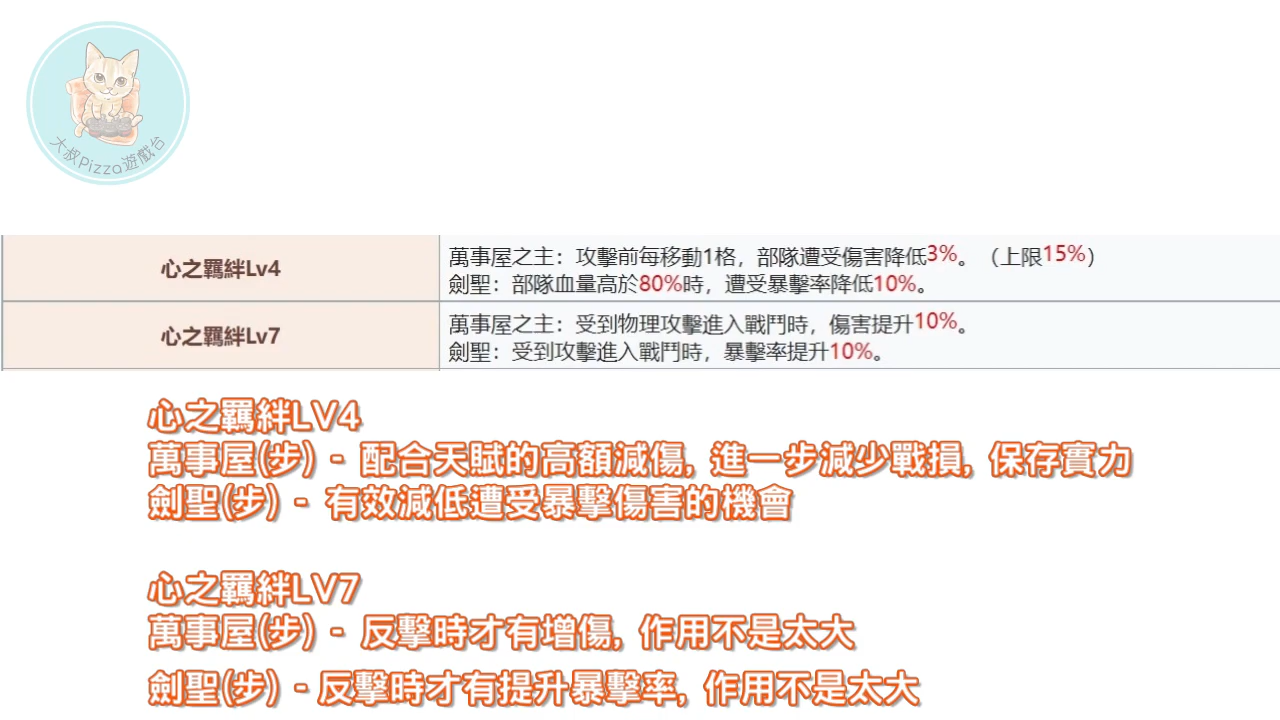 大叔Pizza遊戲台
心之羈絆Lv4
萬事屋之主：攻擊前每移動1格，部隊遭受傷害降低3%。（上限15%）
劍聖：部隊血量高於80%時，遭受暴擊率降低10%。
心之羈絆Lv7
萬事屋之主：受到物理攻擊進入戰鬥時，傷害提升10%。
劍聖：受到攻擊進入戰鬥時，暴擊率提升10%。
心之羈絆LV4
萬事屋(步) - 配合天賦的高額減傷, 進一步減少戰損, 保存實力
劍聖(步) - 有效減低遭受暴擊傷害的機會
心之羈絆LV7
萬事屋(步) - 反擊時才有增傷, 作用不是太大
劍聖(步) - 反擊時才有提升暴擊率, 作用不是太大